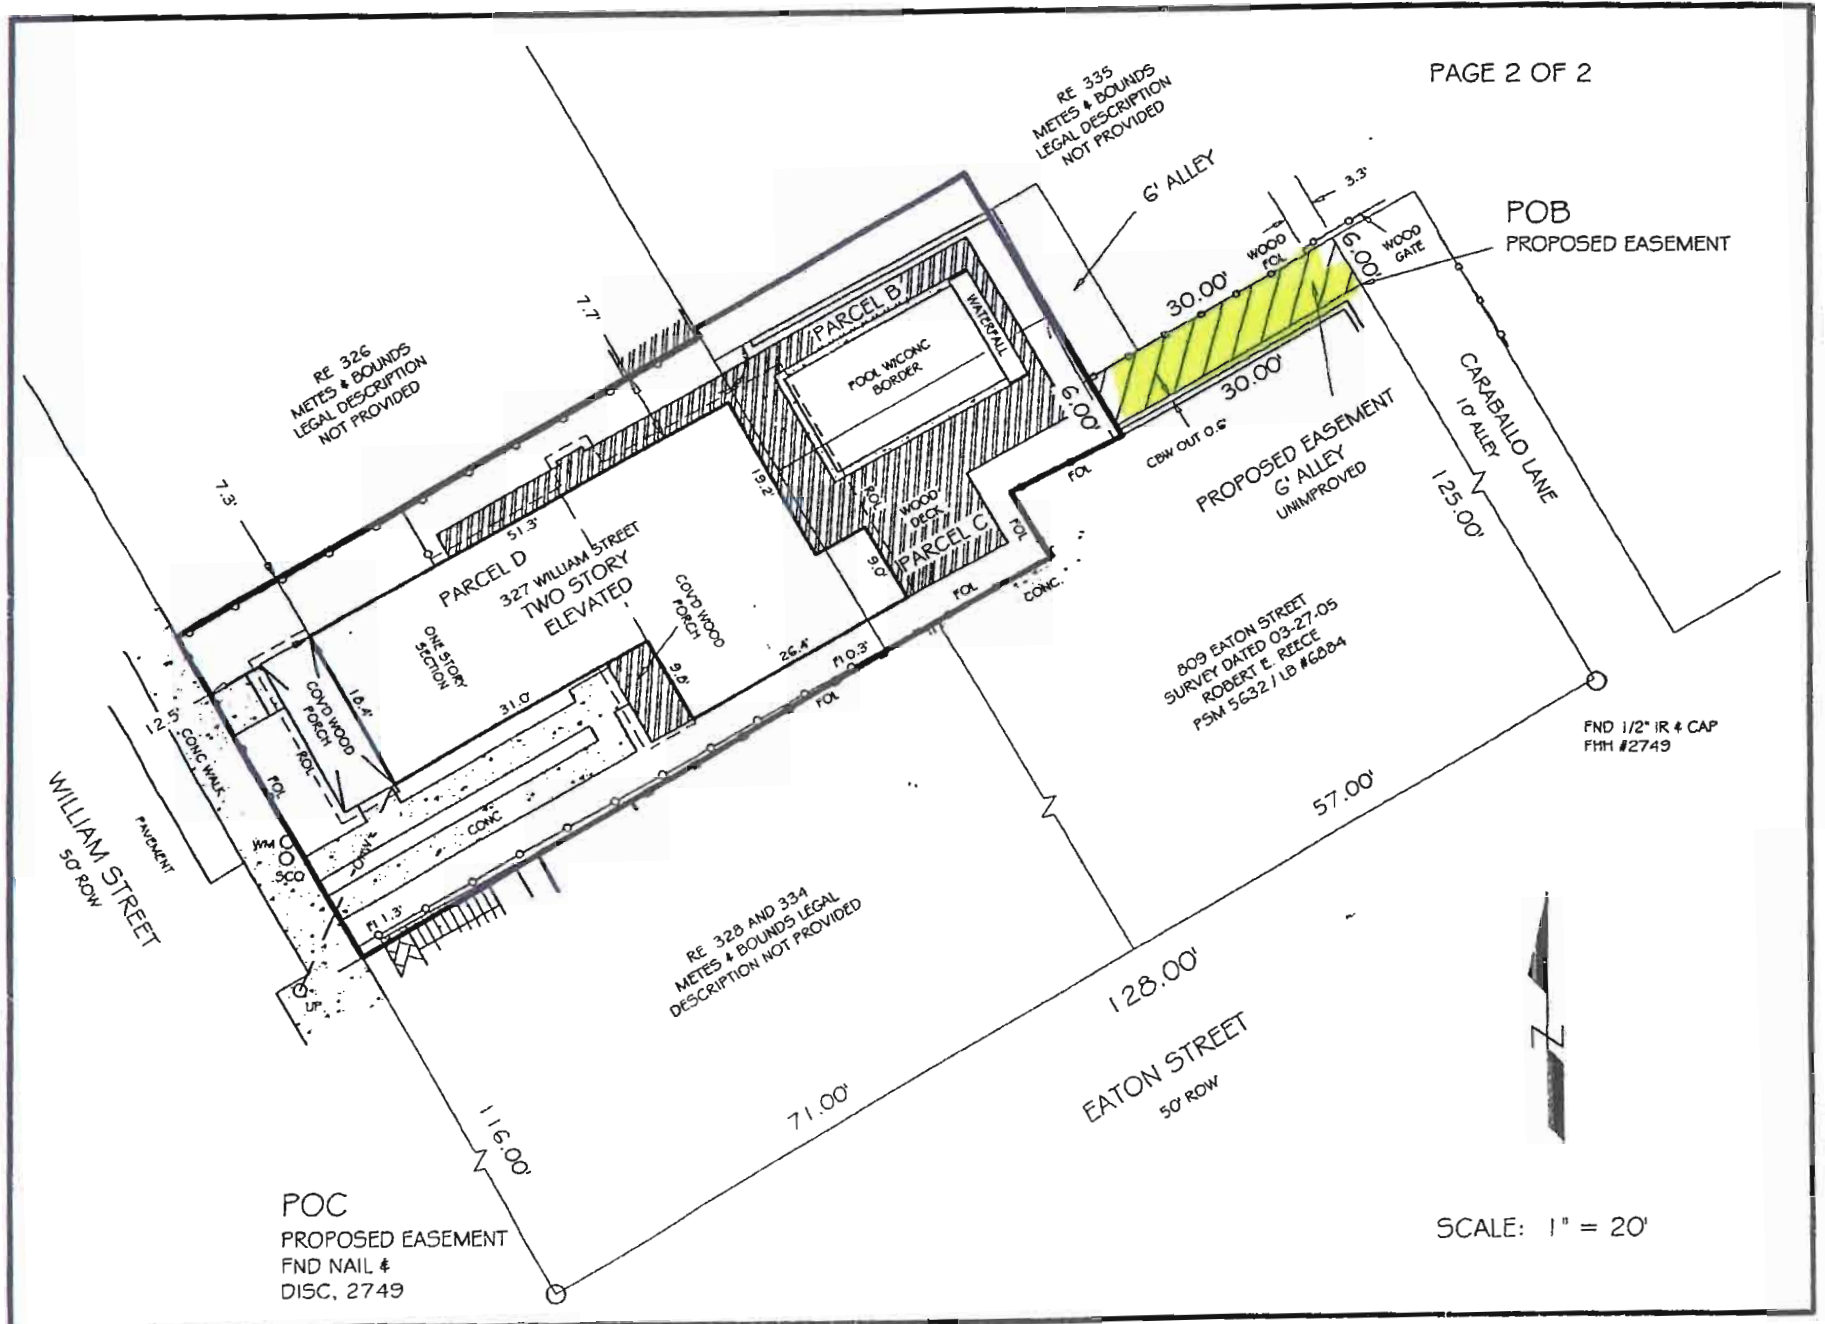 PAGE 2 OF 2
RE 335
METES & BOUNDS
LEGAL DESCRIPTION
NOT PROVIDED
6' ALLEY
3.3'
POB
PROPOSED EASEMENT
WOOD
FOL
6.00'
WOOD
GATE
30.00'
30.00'
6.00'
CBW OUT 0.6'
PROPOSED EASEMENT
6' ALLEY
UNIMPROVED
CARABALLO LANE
10' ALLEY
125.00'
7.7'
RE 326
METES & BOUNDS
LEGAL DESCRIPTION
NOT PROVIDED
PARCEL B
WATERFALL
POOL W/CONC
BORDER
7.3'
51.3'
19.2'
ROL
WOOD
DECK
PARCEL C
9.0'
FOL
FOL
FOL
CONC.
PARCEL D
327 WILLIAM STREET
TWO STORY
ELEVATED
ONE STORY
SECTION
COV'D WOOD
PORCH
26.4'
9.8'
FI 0.3'
FOL
31.0'
18.4'
COV'D WOOD
PORCH
ROL
12.5'
CONC WALK
FOL
WILLIAM STREET
50' ROW
PAVEMENT
WM
SCO
CONC
FI 1.3'
UP
809 EATON STREET
SURVEY DATED 03-27-05
ROBERT E. REECE
PSM 5632 / LB #6884
FND 1/2" IR & CAP
FHH #2749
57.00'
RE 328 AND 334
METES & BOUNDS LEGAL
DESCRIPTION NOT PROVIDED
128.00'
EATON STREET
50' ROW
71.00'
116.00'
N
POC
PROPOSED EASEMENT
FND NAIL &
DISC, 2749
SCALE: 1" = 20'